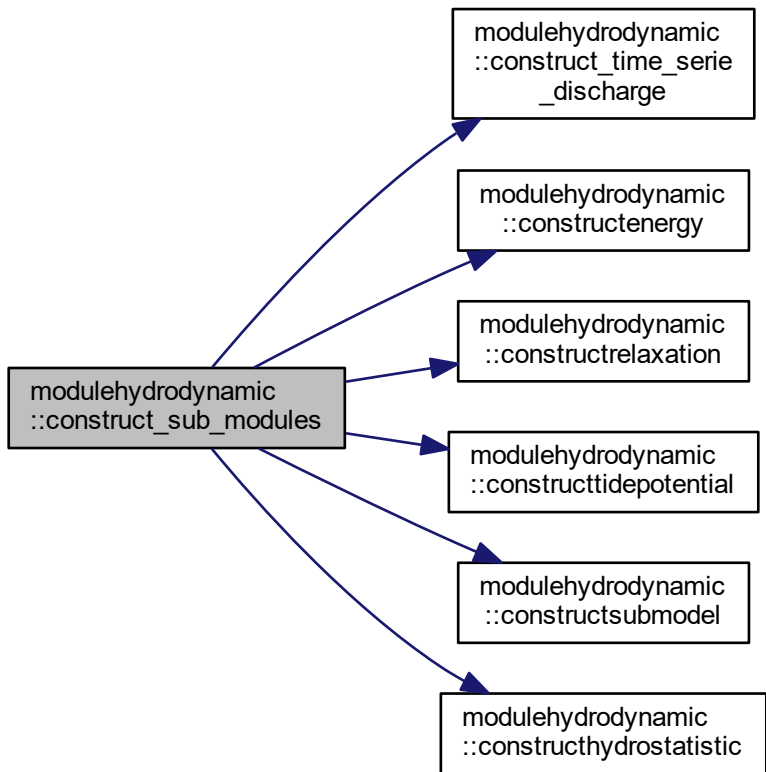 modulehydrodynamic
::construct_time_serie
_discharge
modulehydrodynamic
::constructenergy
modulehydrodynamic
::constructrelaxation
modulehydrodynamic
::construct_sub_modules
modulehydrodynamic
::constructtidepotential
modulehydrodynamic
::constructsubmodel
modulehydrodynamic
::constructhydrostatistic